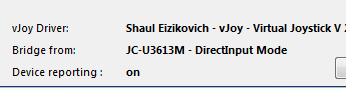 vJoy Driver: Shaul Eizikovich - vJoy - Virtual Joystick V
Bridge from: JC-U3613M - DirectInput Mode
Device reporting : on